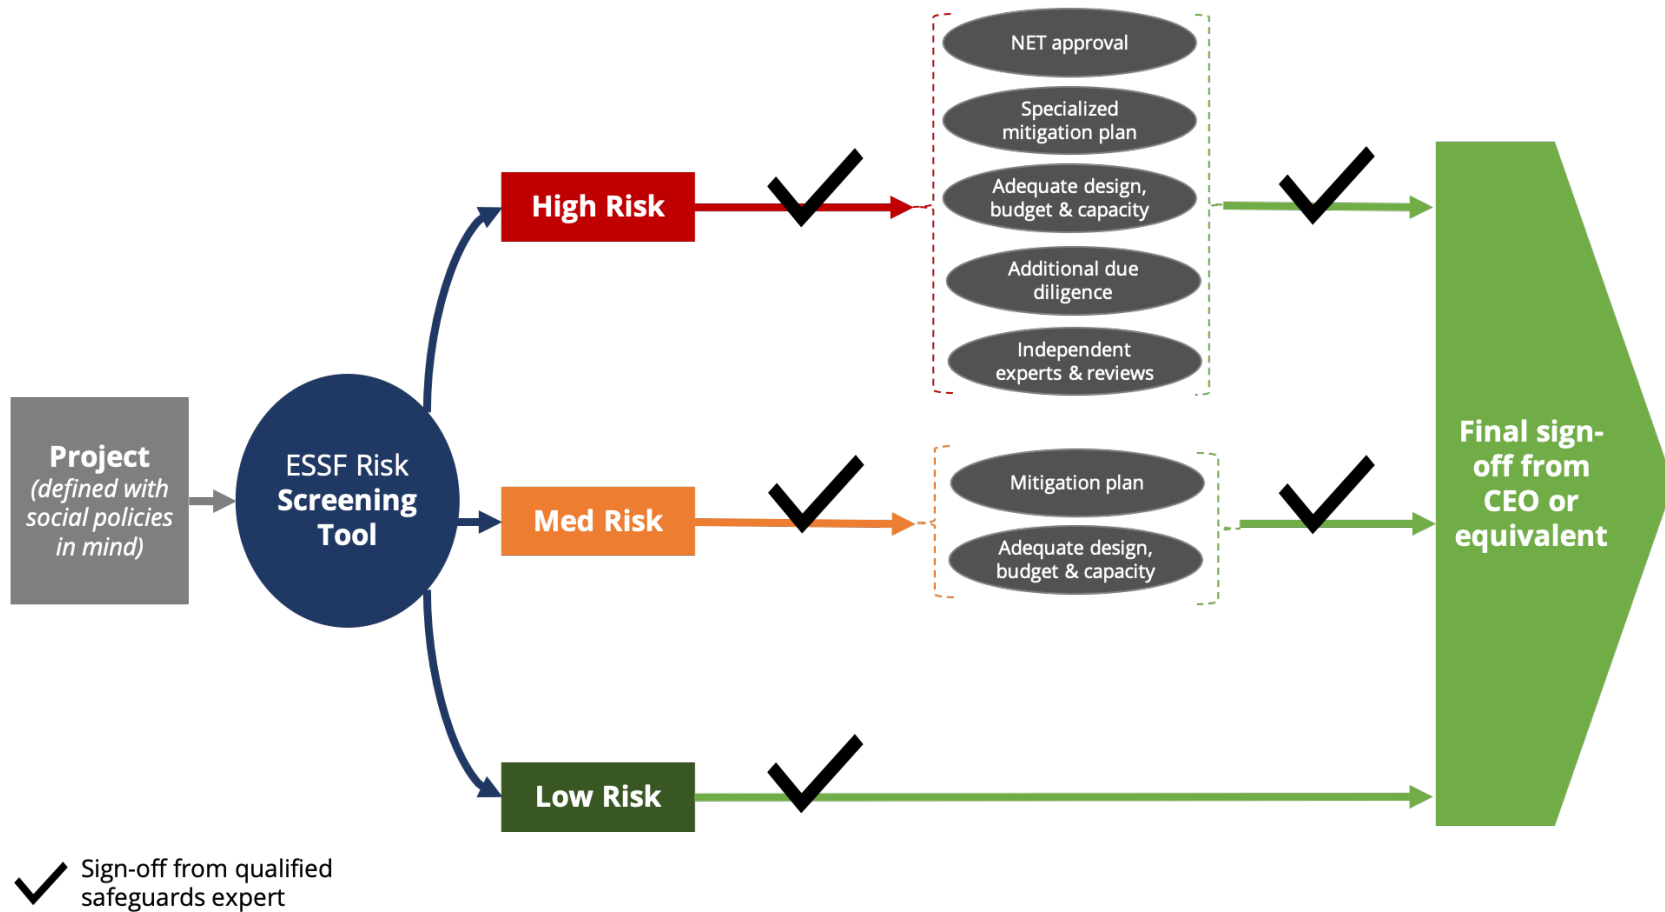 NET approval
Specialized
mitigation plan
High Risk
Adequate design,
budget & capacity
Additional due
diligence
Independent
experts & reviews
Project
(defined with
social policies
in mind)
ESSF Risk
Screening
Tool
Med Risk
Mitigation plan
Adequate design,
budget & capacity
Final sign-
off from
CEO or
equivalent
Low Risk
Sign-off from qualified
safeguards expert